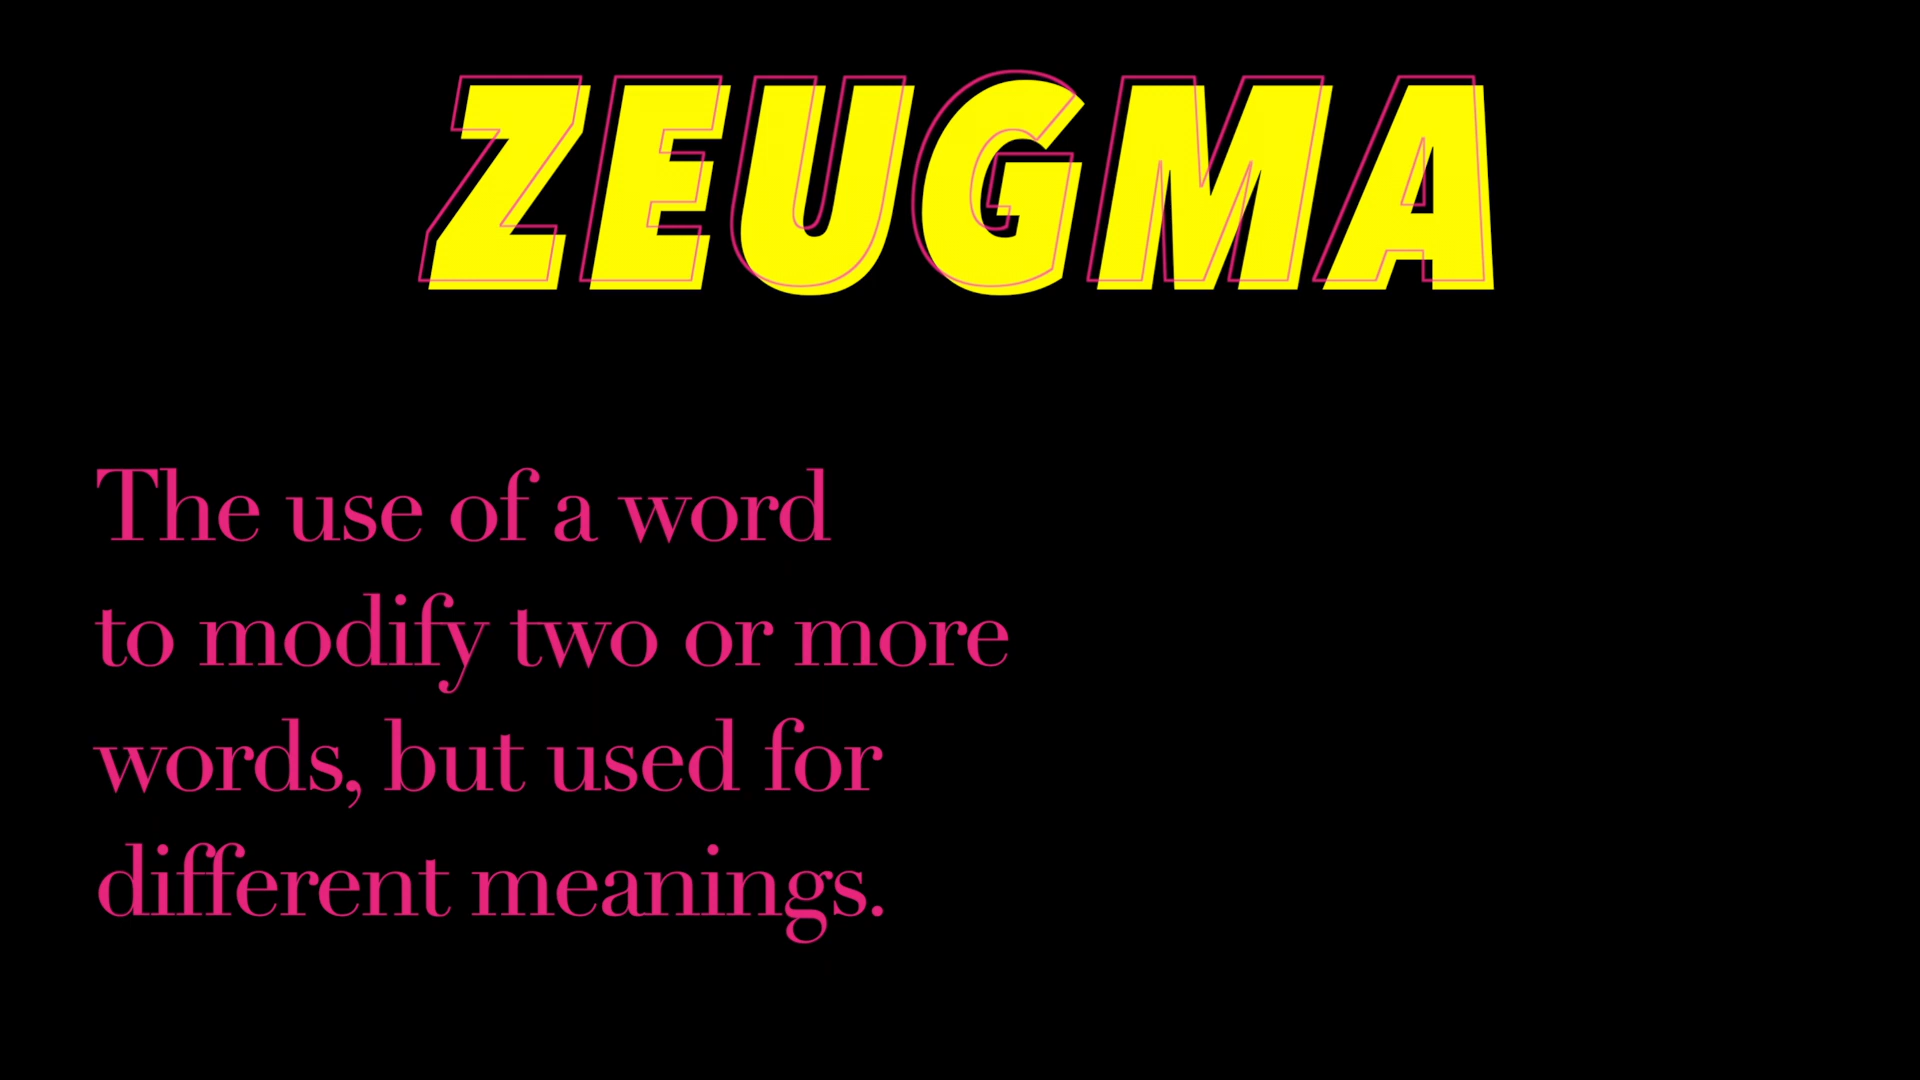 ZEUGMA
The use of a word
to modify two or more
words, but used for
different meanings.